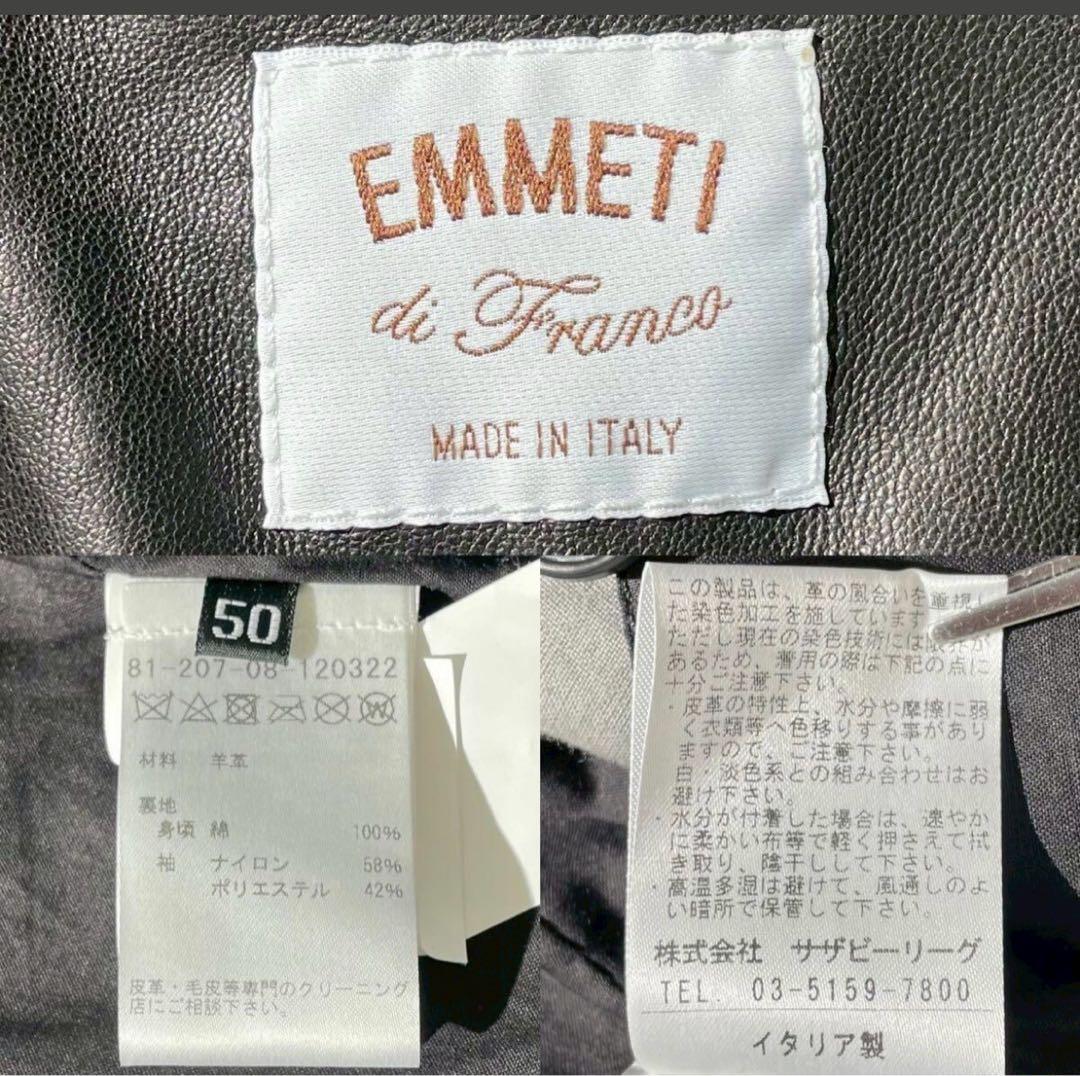 EMMETI
di Franco
MADE IN ITALY
50
81-207-08-120322
材料 羊革
裏地
身頃 綿 100%
袖 ナイロン 58%
ポリエステル 42%
皮革・毛皮等専門のクリーニング
店にご相談下さい。
この製品は、革の風合いを重視し
た染色加工を施しています
ただし現在の染色技術には限界が
あるため、着用の際は下記の点に
十分ご注意下さい。
・皮革の特性上、水分や摩擦に弱
く衣類等へ色移りする事があり
ますので、ご注意下さい。
白・淡色系との組み合わせはお
避け下さい。
・水分が付着した場合は、速やか
に柔かい布等で軽く押さえて拭
き取り、陰干しして下さい。
・高温多湿は避けて、風通しのよ
い暗所で保管して下さい。
株式会社 サザビーリーグ
TEL. 03-5159-7800
イタリア製